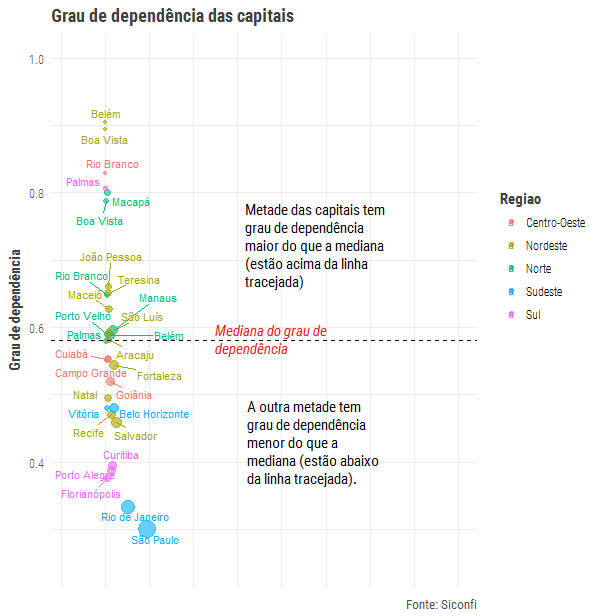 Grau de dependência das capitais
Grau de dependência
1.0
0.8
0.6
0.4
Belém
Boa Vista
Rio Branco
Palmas
Macapá
Boa Vista
João Pessoa
Rio Branco
Teresina
Maceio
Manaus
Porto Velho
São Luís
Palmas
Belém
Aracaju
Cuiabá
Fortaleza
Campo Grande
Goiânia
Natal
Vitória
Belo Horizonte
Recife
Salvador
Curitiba
Porto Alegre
Florianópolis
Rio de Janeiro
São Paulo
Metade das capitais tem
grau de dependência
maior do que a mediana
(estão acima da linha
tracejada)
Mediana do grau de
dependência
A outra metade tem
grau de dependência
menor do que a
mediana (estão abaixo
da linha tracejada).
Regiao
Centro-Oeste
Nordeste
Norte
Sudeste
Sul
Fonte: Siconfi